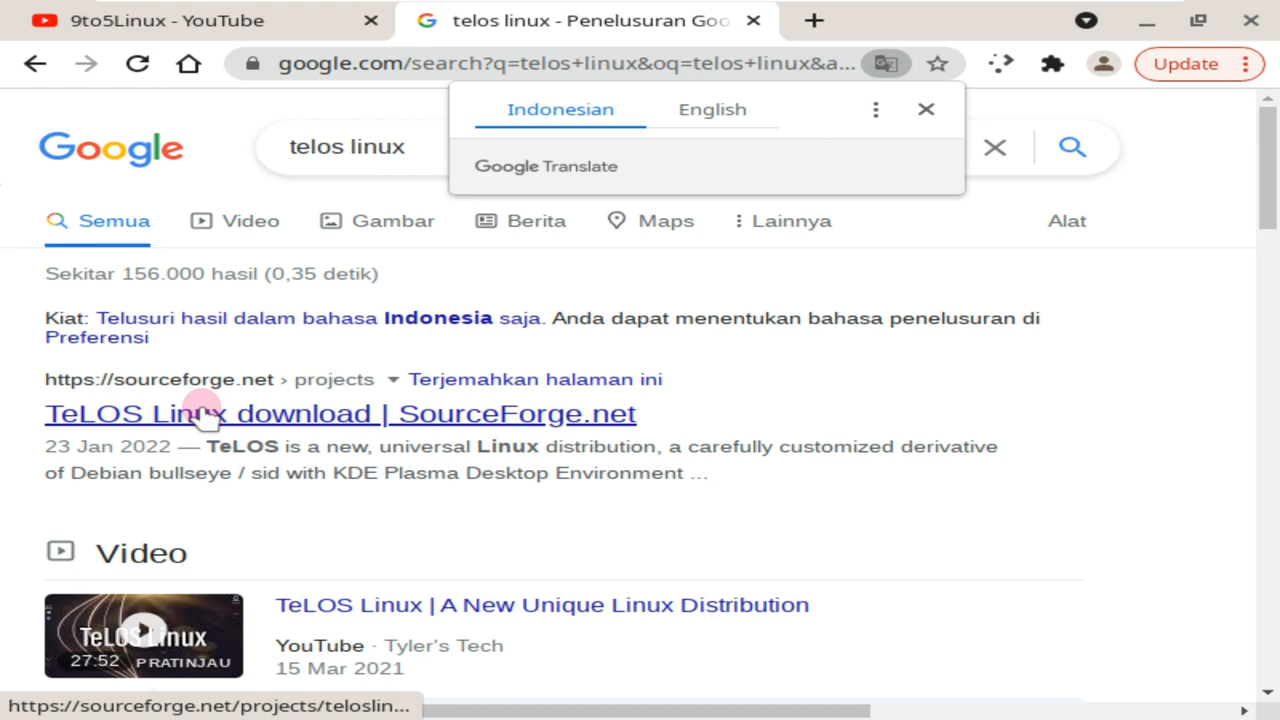 9to5Linux - YouTube
telos linux - Penelusuran Goo
google.com/search?q=telos+linux&oq=telos+linux&a...
Update
Indonesian English
Google Translate
Google
telos linux
Semua Video Gambar Berita Maps Lainnya Alat
Sekitar 156.000 hasil (0,35 detik)
Kiat: Telusuri hasil dalam bahasa Indonesia saja. Anda dapat menentukan bahasa penelusuran di
Preferensi
https://sourceforge.net › projects Terjemahkan halaman ini
TeLOS Linux download | SourceForge.net
23 Jan 2022 — TeLOS is a new, universal Linux distribution, a carefully customized derivative
of Debian bullseye / sid with KDE Plasma Desktop Environment ...
Video
TeLOS Linux
27:52 PRATINJAU
TeLOS Linux | A New Unique Linux Distribution
YouTube · Tyler's Tech
15 Mar 2021
https://sourceforge.net/projects/teloslin...